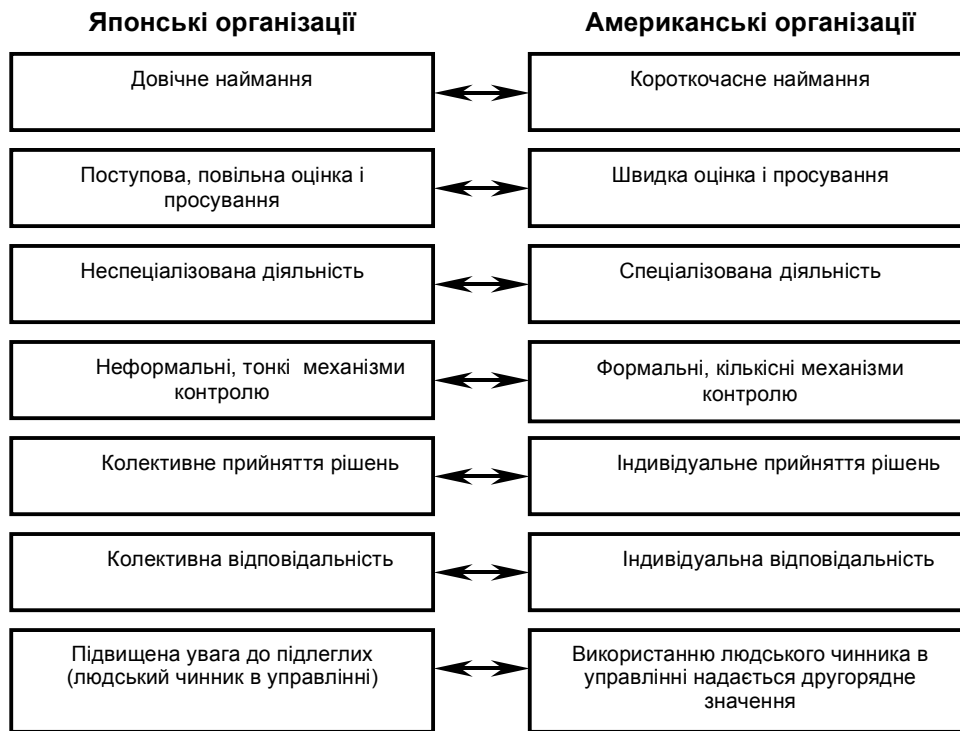 Японські організації
Американські організації
Довічне наймання
Короткочасне наймання
Поступова, повільна оцінка і
просування
Швидка оцінка і просування
Неспеціалізована діяльність
Спеціалізована діяльність
Неформальні, тонкі механізми
контролю
Формальні, кількісні механізми
контролю
Колективне прийняття рішень
Індивідуальне прийняття рішень
Колективна відповідальність
Індивідуальна відповідальність
Підвищена увага до підлеглих
(людський чинник в управлінні)
Використанню людського чинника в
управлінні надається другорядне
значення